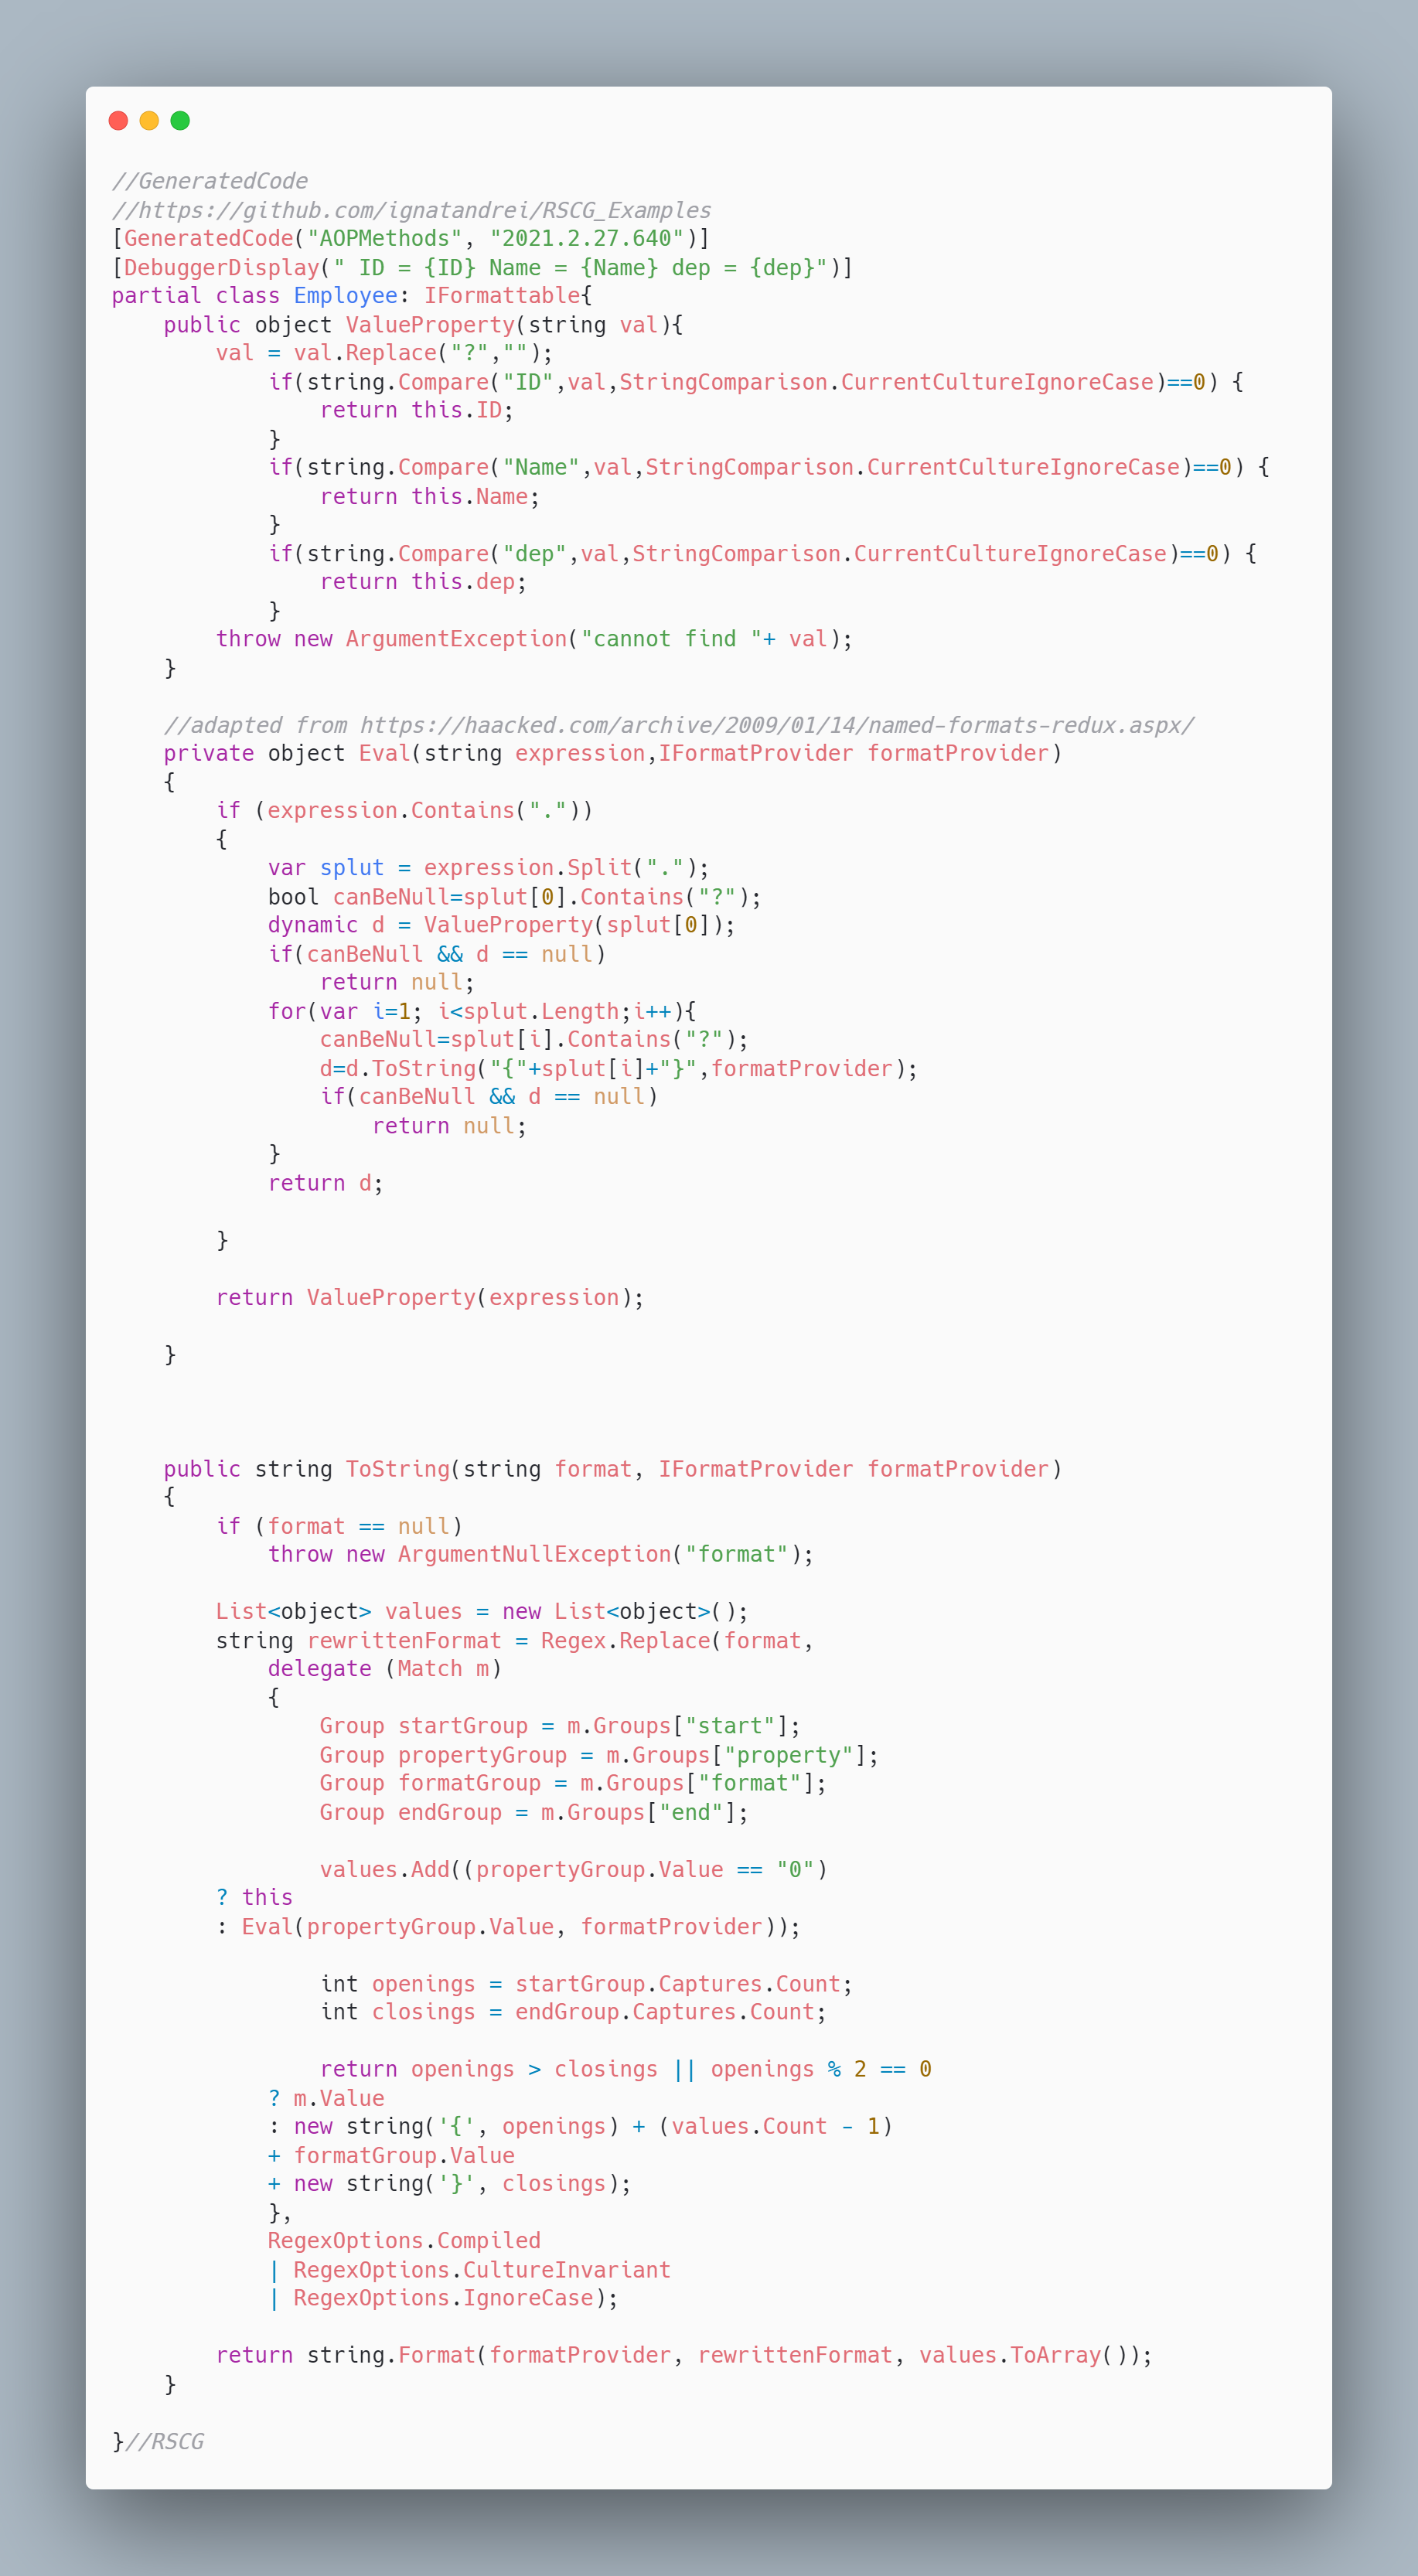 //GeneratedCode
//https://github.com/ignatandrei/RSCG_Examples
[GeneratedCode("AOPMethods", "2021.2.27.640")]
[DebuggerDisplay(" ID = {ID} Name = {Name} dep = {dep}")]
partial class Employee: IFormattable{
    public object ValueProperty(string val){
        val = val.Replace("?","");
            if(string.Compare("ID",val,StringComparison.CurrentCultureIgnoreCase)==0) {
                return this.ID;
            }
            if(string.Compare("Name",val,StringComparison.CurrentCultureIgnoreCase)==0) {
                return this.Name;
            }
            if(string.Compare("dep",val,StringComparison.CurrentCultureIgnoreCase)==0) {
                return this.dep;
            }
        throw new ArgumentException("cannot find "+ val);
    }

    //adapted from https://haacked.com/archive/2009/01/14/named-formats-redux.aspx/
    private object Eval(string expression,IFormatProvider formatProvider)
    {
        if (expression.Contains("."))
        {
            var splut = expression.Split(".");
            bool canBeNull=splut[0].Contains("?");
            dynamic d = ValueProperty(splut[0]);
            if(canBeNull && d == null)
                return null;
            for(var i=1; i<splut.Length;i++){
                canBeNull=splut[i].Contains("?");
                d=d.ToString("{"+splut[i]+"}",formatProvider);
                if(canBeNull && d == null)
                    return null;
            }
            return d;

        }

        return ValueProperty(expression);

    }

    public string ToString(string format, IFormatProvider formatProvider)
    {
        if (format == null)
            throw new ArgumentNullException("format");

        List<object> values = new List<object>();
        string rewrittenFormat = Regex.Replace(format,
            delegate (Match m)
            {
                Group startGroup = m.Groups["start"];
                Group propertyGroup = m.Groups["property"];
                Group formatGroup = m.Groups["format"];
                Group endGroup = m.Groups["end"];

                values.Add((propertyGroup.Value == "0")
        ? this
        : Eval(propertyGroup.Value, formatProvider));

                int openings = startGroup.Captures.Count;
                int closings = endGroup.Captures.Count;

                return openings > closings || openings % 2 == 0
            ? m.Value
            : new string('{', openings) + (values.Count - 1)
            + formatGroup.Value
            + new string('}', closings);
            },
            RegexOptions.Compiled
            | RegexOptions.CultureInvariant
            | RegexOptions.IgnoreCase);

        return string.Format(formatProvider, rewrittenFormat, values.ToArray());
    }

}//RSCG